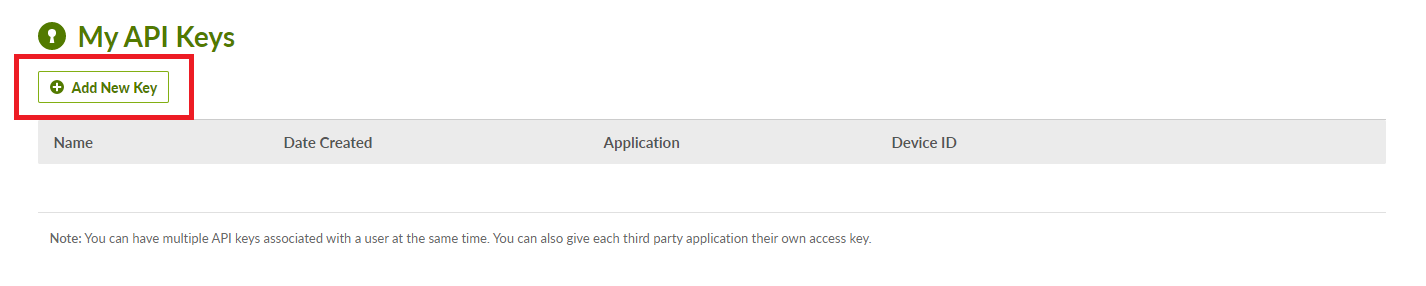 My API Keys
Add New Key
Name Date Created Application Device ID
Note: You can have multiple API keys associated with a user at the same time. You can also give each third party application their own access key.